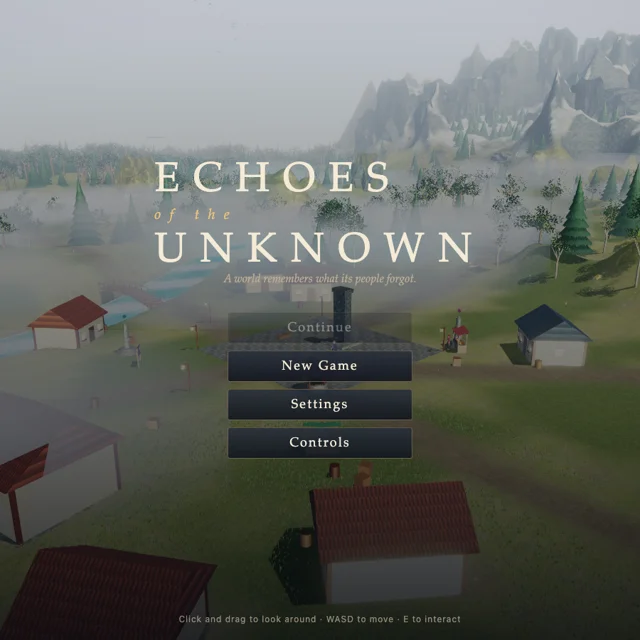 ECHOES
of the
UNKNOWN
A world remembers what its people forgot.
Continue
New Game
Settings
Controls
Click and drag to look around · WASD to move · E to interact